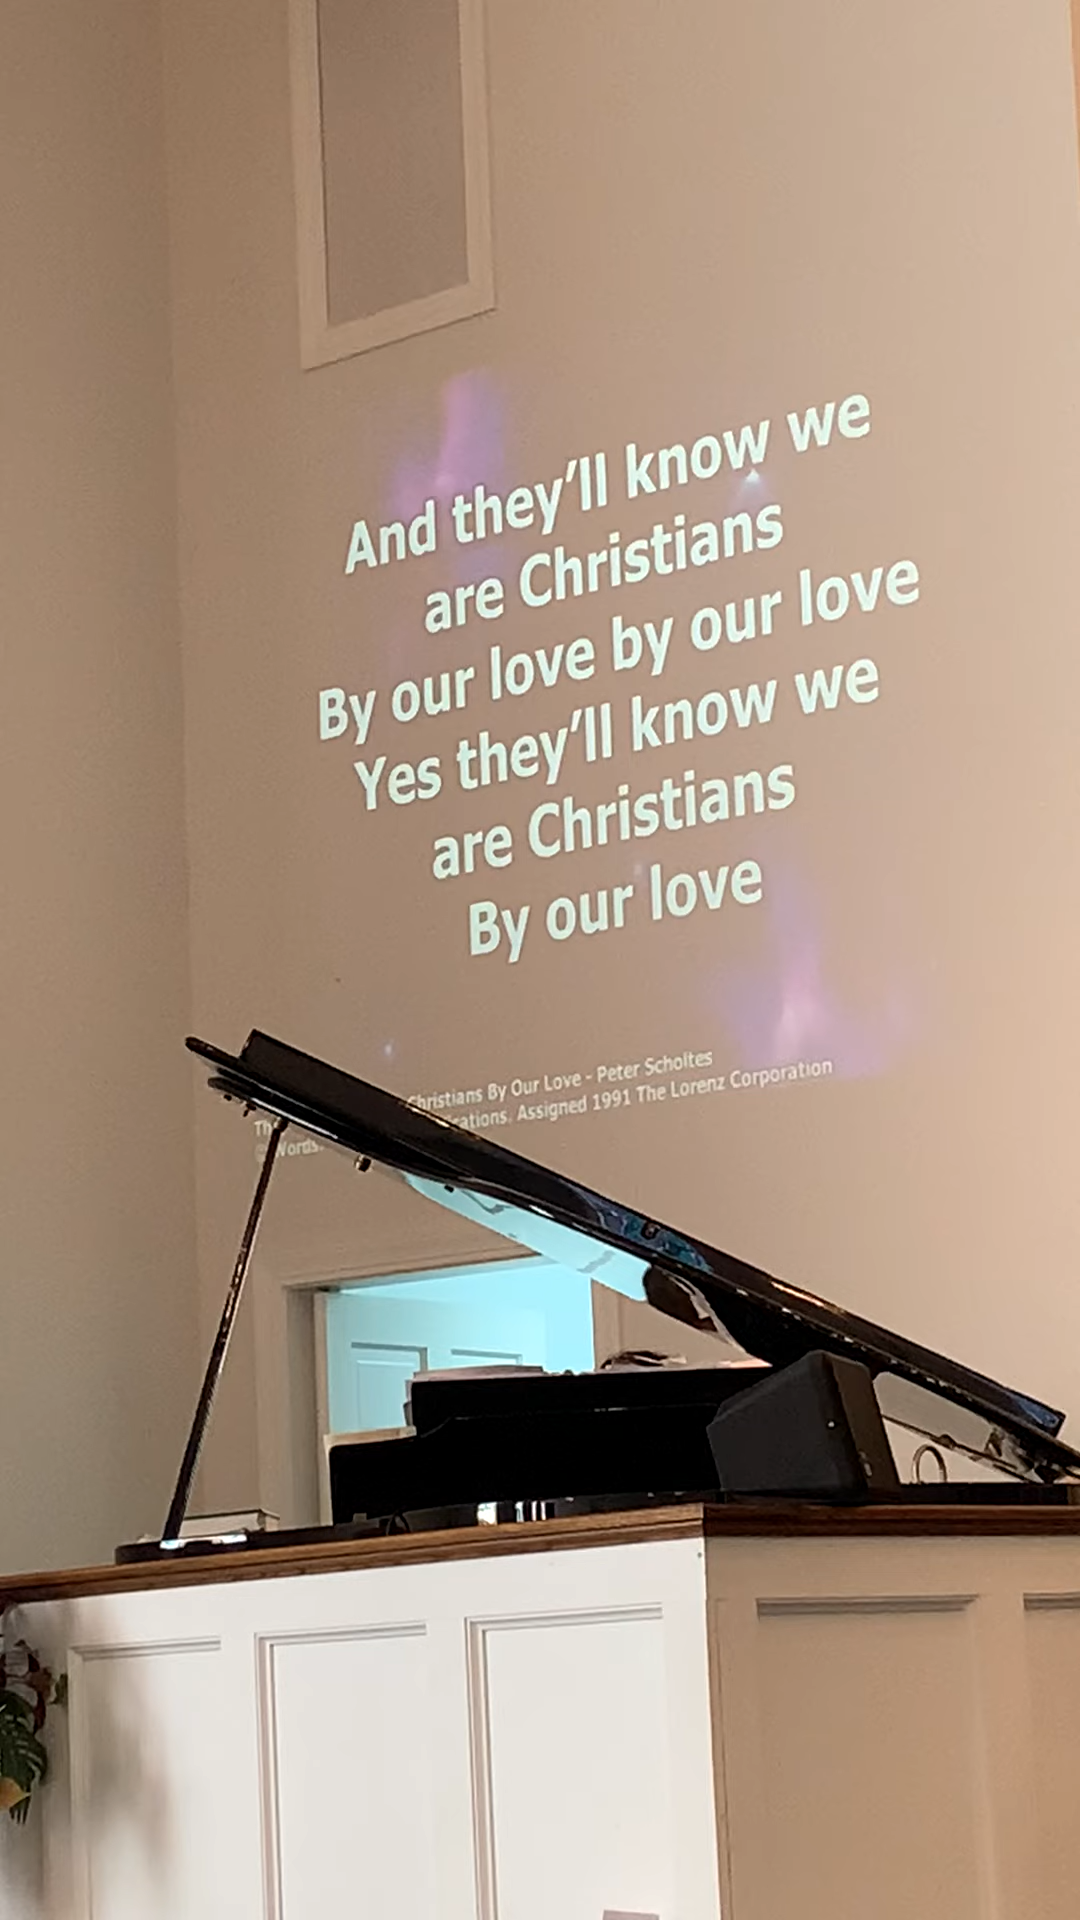 And they’ll know we
are Christians
By our love by our love
Yes they’ll know we
are Christians
By our love
Christians By Our Love - Peter Scholtes
Assigned 1991 The Lorenz Corporation
Words